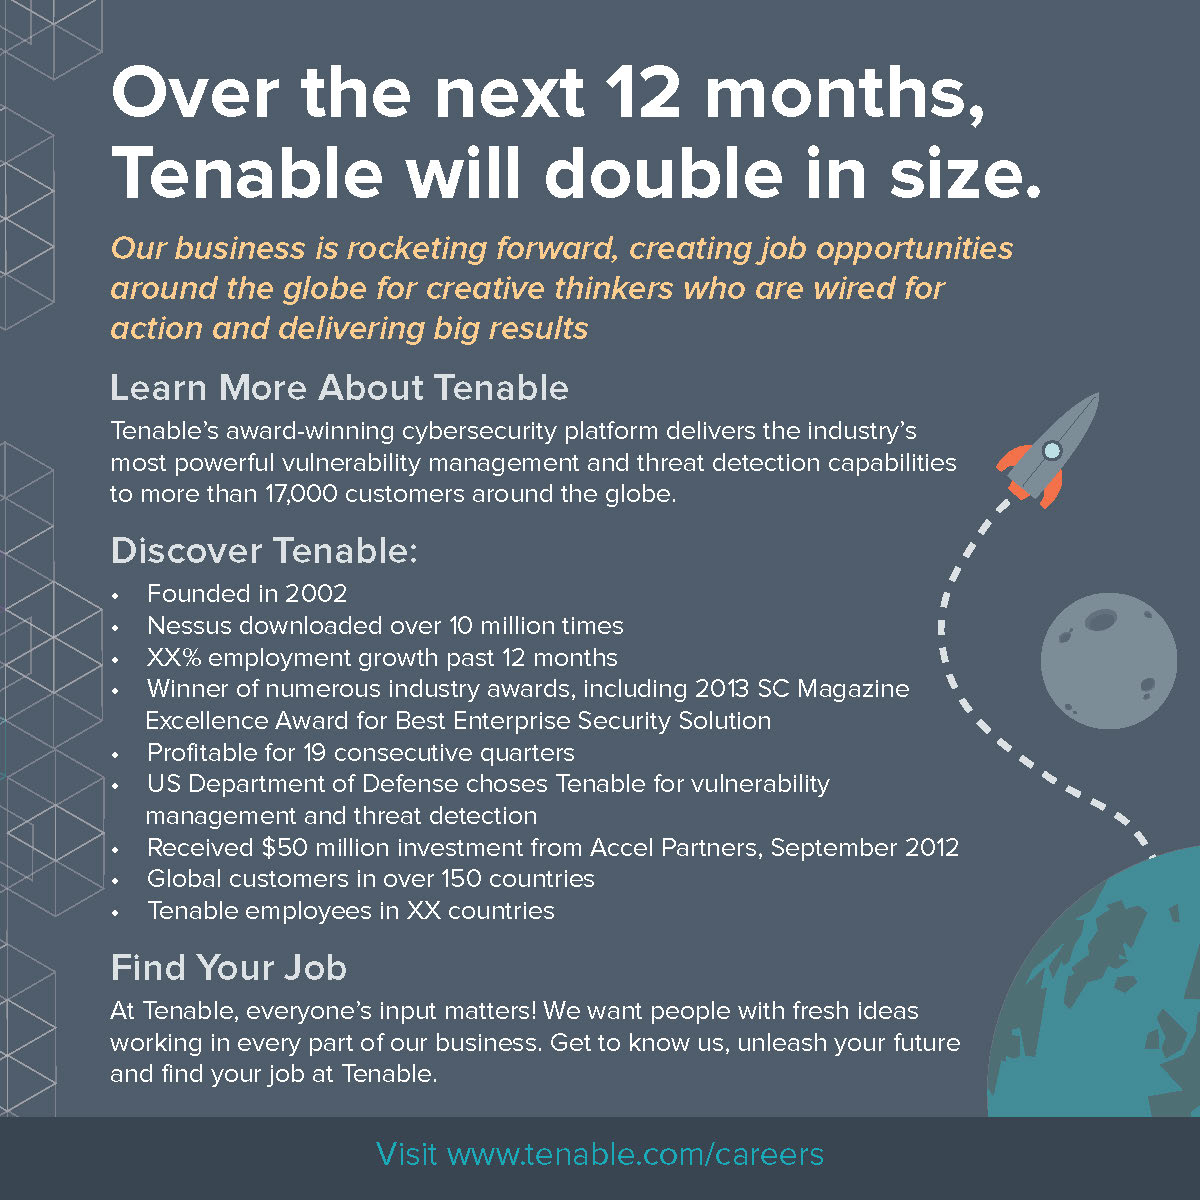 Over the next 12 months,
Tenable will double in size.
Our business is rocketing forward, creating job opportunities
around the globe for creative thinkers who are wired for
action and delivering big results
Learn More About Tenable
Tenable’s award-winning cybersecurity platform delivers the industry’s
most powerful vulnerability management and threat detection capabilities
to more than 17,000 customers around the globe.
Discover Tenable:
• Founded in 2002
• Nessus downloaded over 10 million times
• XX% employment growth past 12 months
• Winner of numerous industry awards, including 2013 SC Magazine
Excellence Award for Best Enterprise Security Solution
• Profitable for 19 consecutive quarters
• US Department of Defense choses Tenable for vulnerability
management and threat detection
• Received $50 million investment from Accel Partners, September 2012
• Global customers in over 150 countries
• Tenable employees in XX countries
Find Your Job
At Tenable, everyone’s input matters! We want people with fresh ideas
working in every part of our business. Get to know us, unleash your future
and find your job at Tenable.
Visit www.tenable.com/careers